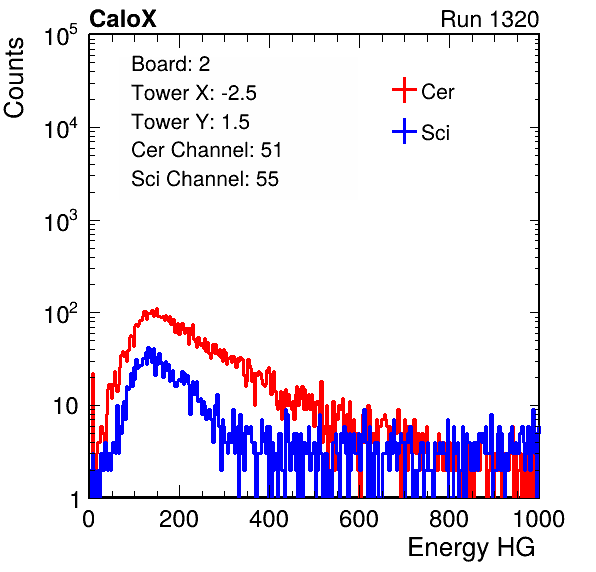 CaloX Run 1320
Counts
Board: 2
Tower X: -2.5
Tower Y: 1.5
Cer Channel: 51
Sci Channel: 55
Cer
Sci
10^5
10^4
10^3
10^2
10
1
0 200 400 600 800 1000
Energy HG